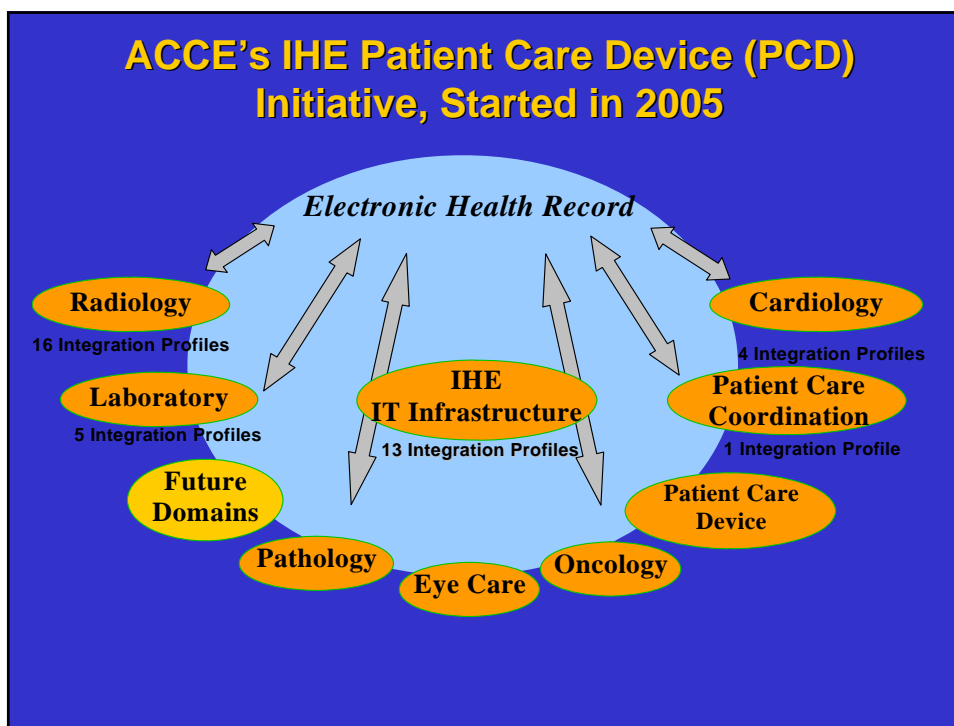 ACCE's IHE Patient Care Device (PCD)
Initiative, Started in 2005
Electronic Health Record
Radiology
16 Integration Profiles
Cardiology
4 Integration Profiles
Laboratory
5 Integration Profiles
IHE
IT Infrastructure
13 Integration Profiles
Patient Care
Coordination
1 Integration Profile
Future
Domains
Patient Care
Device
Pathology
Eye Care
Oncology